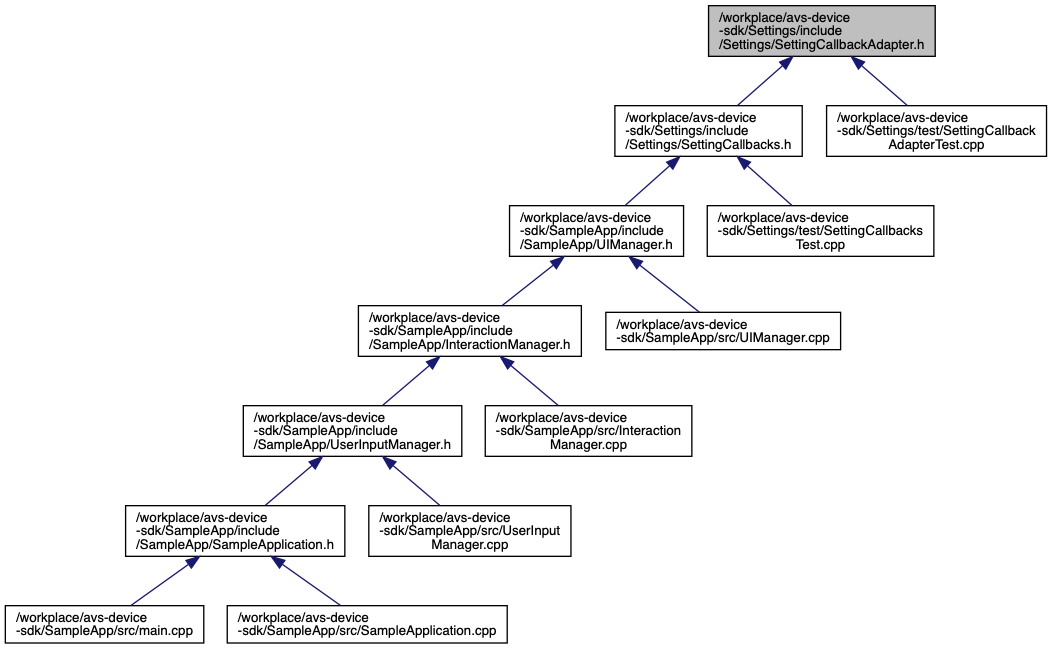 /workplace/avs-device
-sdk/Settings/include
/Settings/SettingCallbackAdapter.h
/workplace/avs-device
-sdk/Settings/include
/Settings/SettingCallbacks.h
/workplace/avs-device
-sdk/Settings/test/SettingCallback
AdapterTest.cpp
/workplace/avs-device
-sdk/SampleApp/include
/SampleApp/UIManager.h
/workplace/avs-device
-sdk/Settings/test/SettingCallbacks
Test.cpp
/workplace/avs-device
-sdk/SampleApp/include
/SampleApp/InteractionManager.h
/workplace/avs-device
-sdk/SampleApp/src/UIManager.cpp
/workplace/avs-device
-sdk/SampleApp/include
/SampleApp/UserInputManager.h
/workplace/avs-device
-sdk/SampleApp/src/Interaction
Manager.cpp
/workplace/avs-device
-sdk/SampleApp/include
/SampleApp/SampleApplication.h
/workplace/avs-device
-sdk/SampleApp/src/UserInput
Manager.cpp
/workplace/avs-device
-sdk/SampleApp/src/main.cpp
/workplace/avs-device
-sdk/SampleApp/src/SampleApplication.cpp